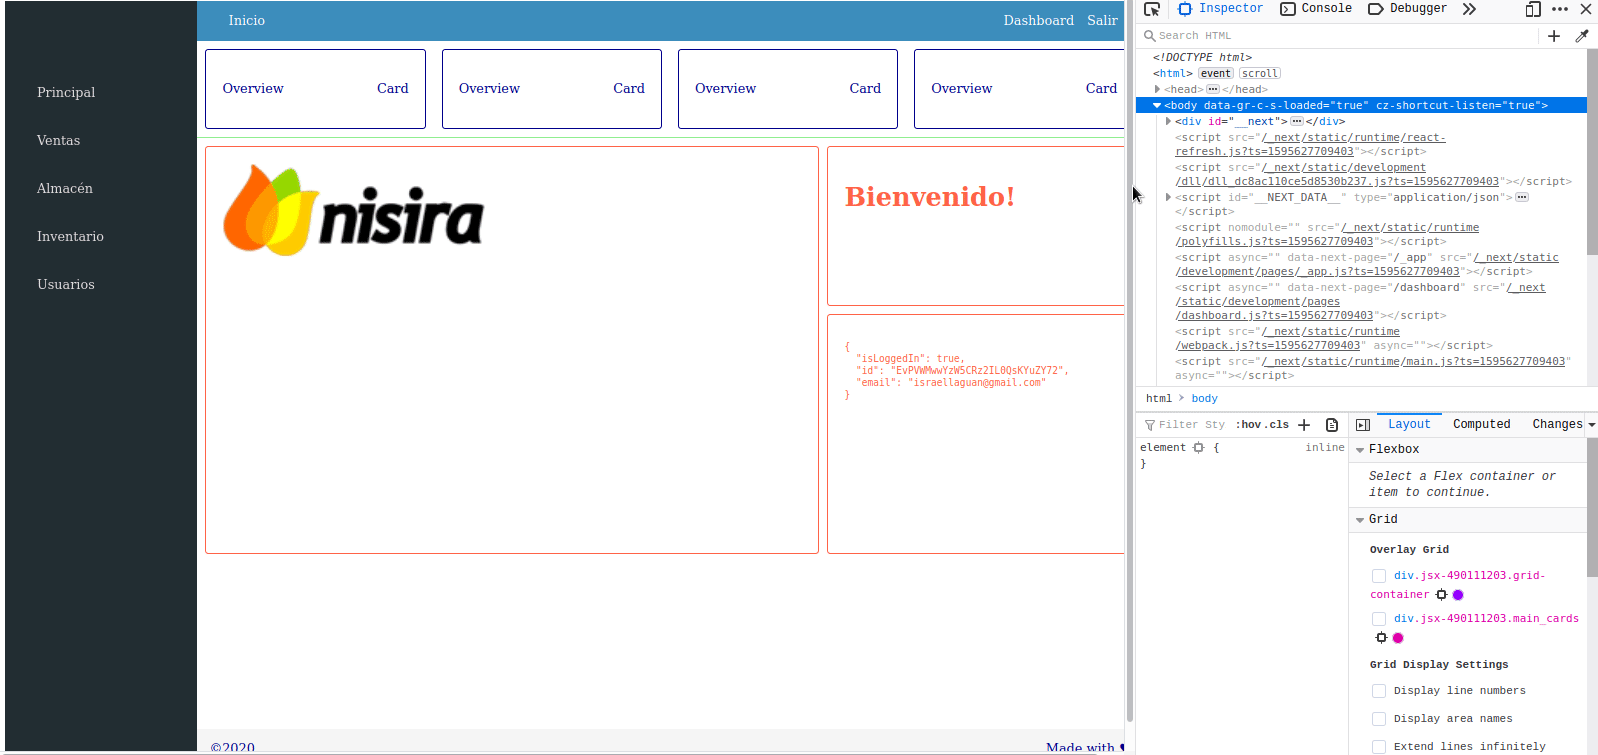 Inicio
Dashboard Salir
Principal
Ventas
Almacén
Inventario
Usuarios
Overview Card
Overview Card
Overview Card
Overview Card
nisira
Bienvenido!
{
"isLoggedIn": true,
"id": "EvPVWMwwYzW5CRz2IL0QsKYuZY72",
"email": "israellaguan@gmail.com"
}
©2020
Made with
Inspector Console Debugger
Search HTML
<!DOCTYPE html>
<html> event scroll
<head> ... </head>
<body data-gr-c-s-loaded="true" cz-shortcut-listen="true">
<div id="__next"> ... </div>
<script src="/_next/static/runtime/react-
refresh.js?ts=1595627709403"></script>
<script src="/_next/static/development
/dll/dll_dc8ac110ce5d8530b237.js?ts=1595627709403"></script>
<script id="__NEXT_DATA__" type="application/json"> ...
</script>
<script nomodule="" src="/_next/static/runtime
/polyfills.js?ts=1595627709403"></script>
<script async="" data-next-page="/_app" src="/_next/static
/development/pages/_app.js?ts=1595627709403"></script>
<script async="" data-next-page="/dashboard" src="/_next
/static/development/pages
/dashboard.js?ts=1595627709403"></script>
<script src="/_next/static/runtime
/webpack.js?ts=1595627709403" async=""></script>
<script src="/_next/static/runtime/main.js?ts=1595627709403"
async=""></script>
html > body
Filter Sty :hov .cls +
Layout Computed Changes
element { inline
}
Flexbox
Select a Flex container or
item to continue.
Grid
Overlay Grid
div.jsx-490111203.grid-
container
div.jsx-490111203.main_cards
Grid Display Settings
Display line numbers
Display area names
Extend lines infinitely